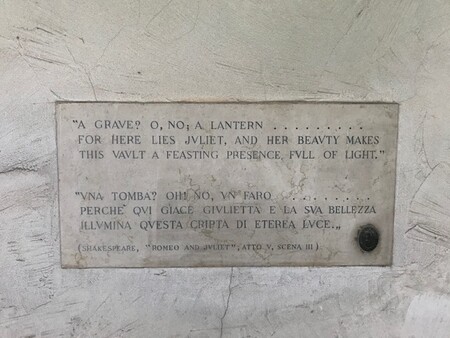 "A GRAVE? O, NO; A LANTERN . . . . . . . . .
FOR HERE LIES JVLIET, AND HER BEAVTY MAKES
THIS VAVLT A FEASTING PRESENCE FVLL OF LIGHT."
"VNA TOMBA? OH! NO, VN FARO . . . . . . . .
PERCHÈ QVI GIACE GIVLIETTA E LA SVA BELLEZZA
ILLVMINA QVESTA CRIPTA DI ETEREA LVCE.„
(SHAKESPEARE, "ROMEO AND JVLIET", ATTO V, SCENA III)